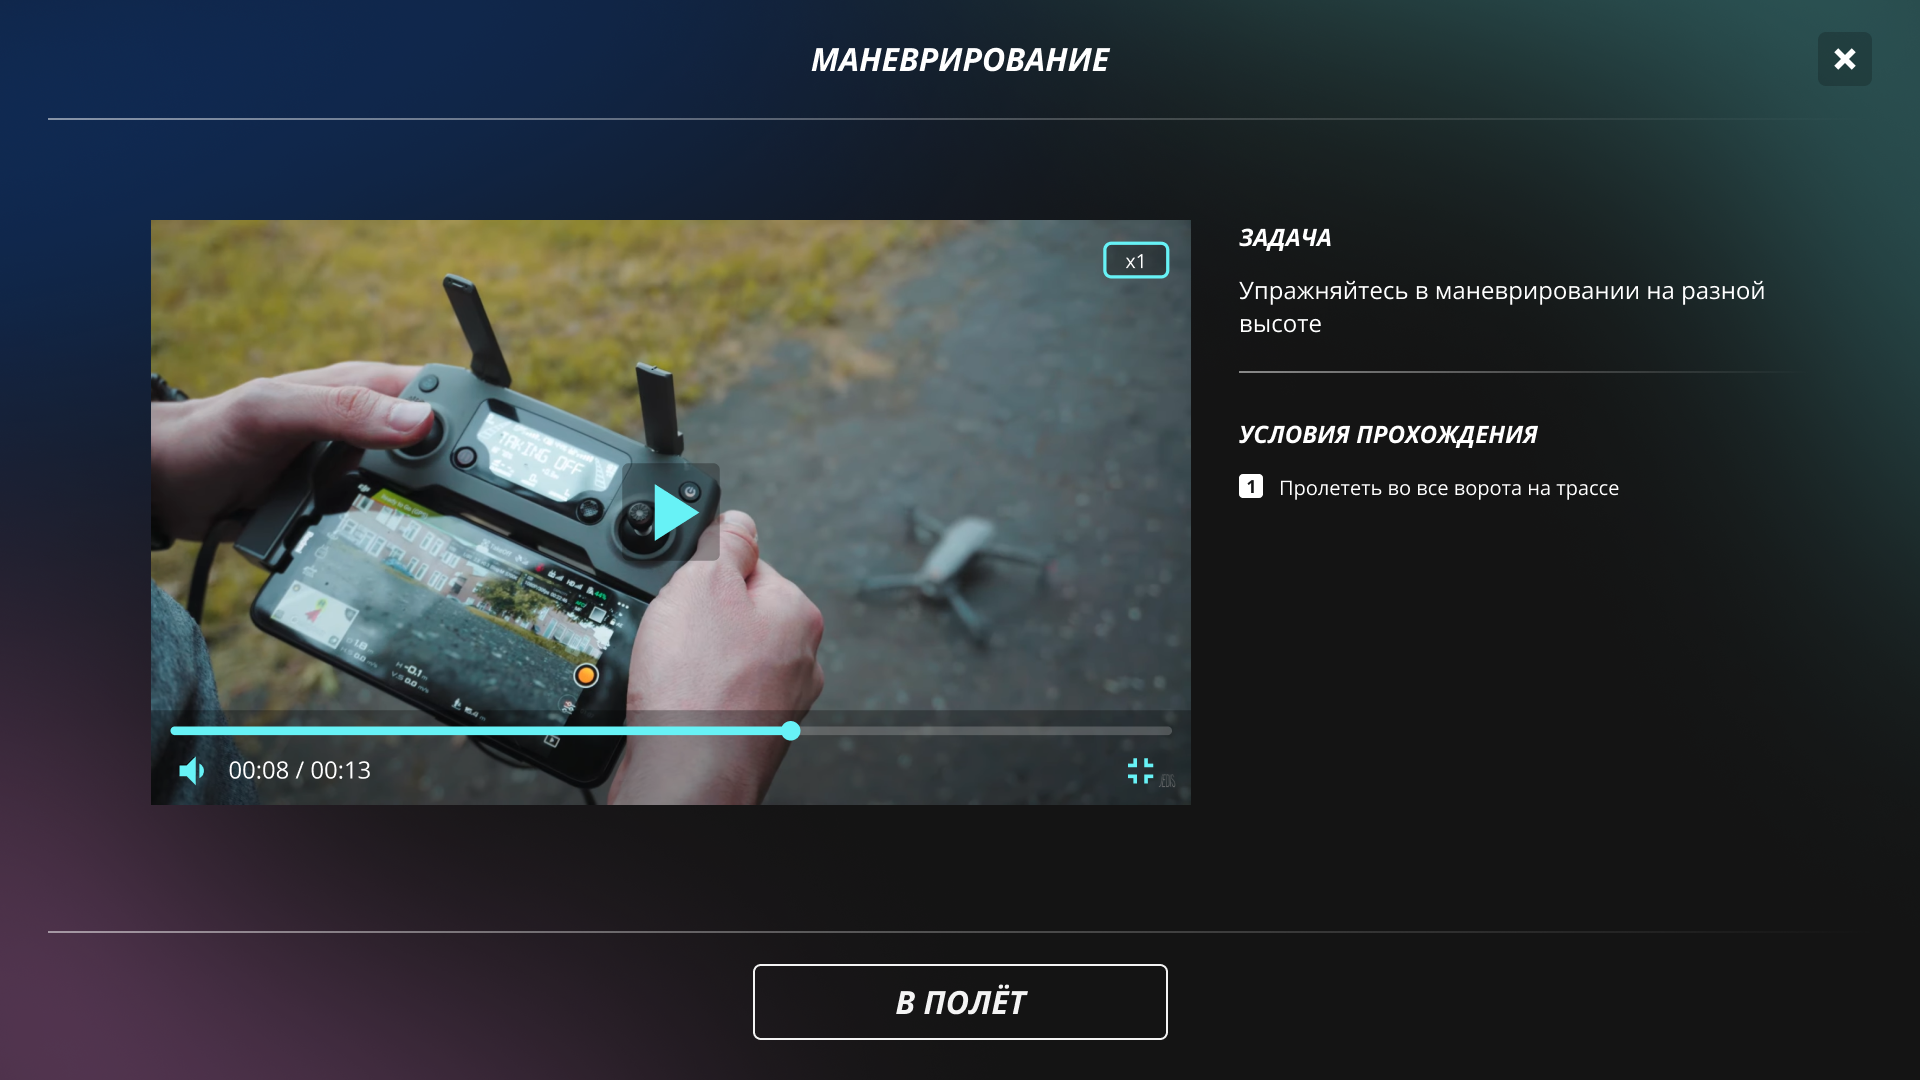 МАНЕВРИРОВАНИЕ
x1
TAKING OFF
00:08 / 00:13
ЗАДАЧА
Упражняйтесь в маневрировании на разной
высоте
УСЛОВИЯ ПРОХОЖДЕНИЯ
1 Пролететь во все ворота на трассе
В ПОЛЁТ